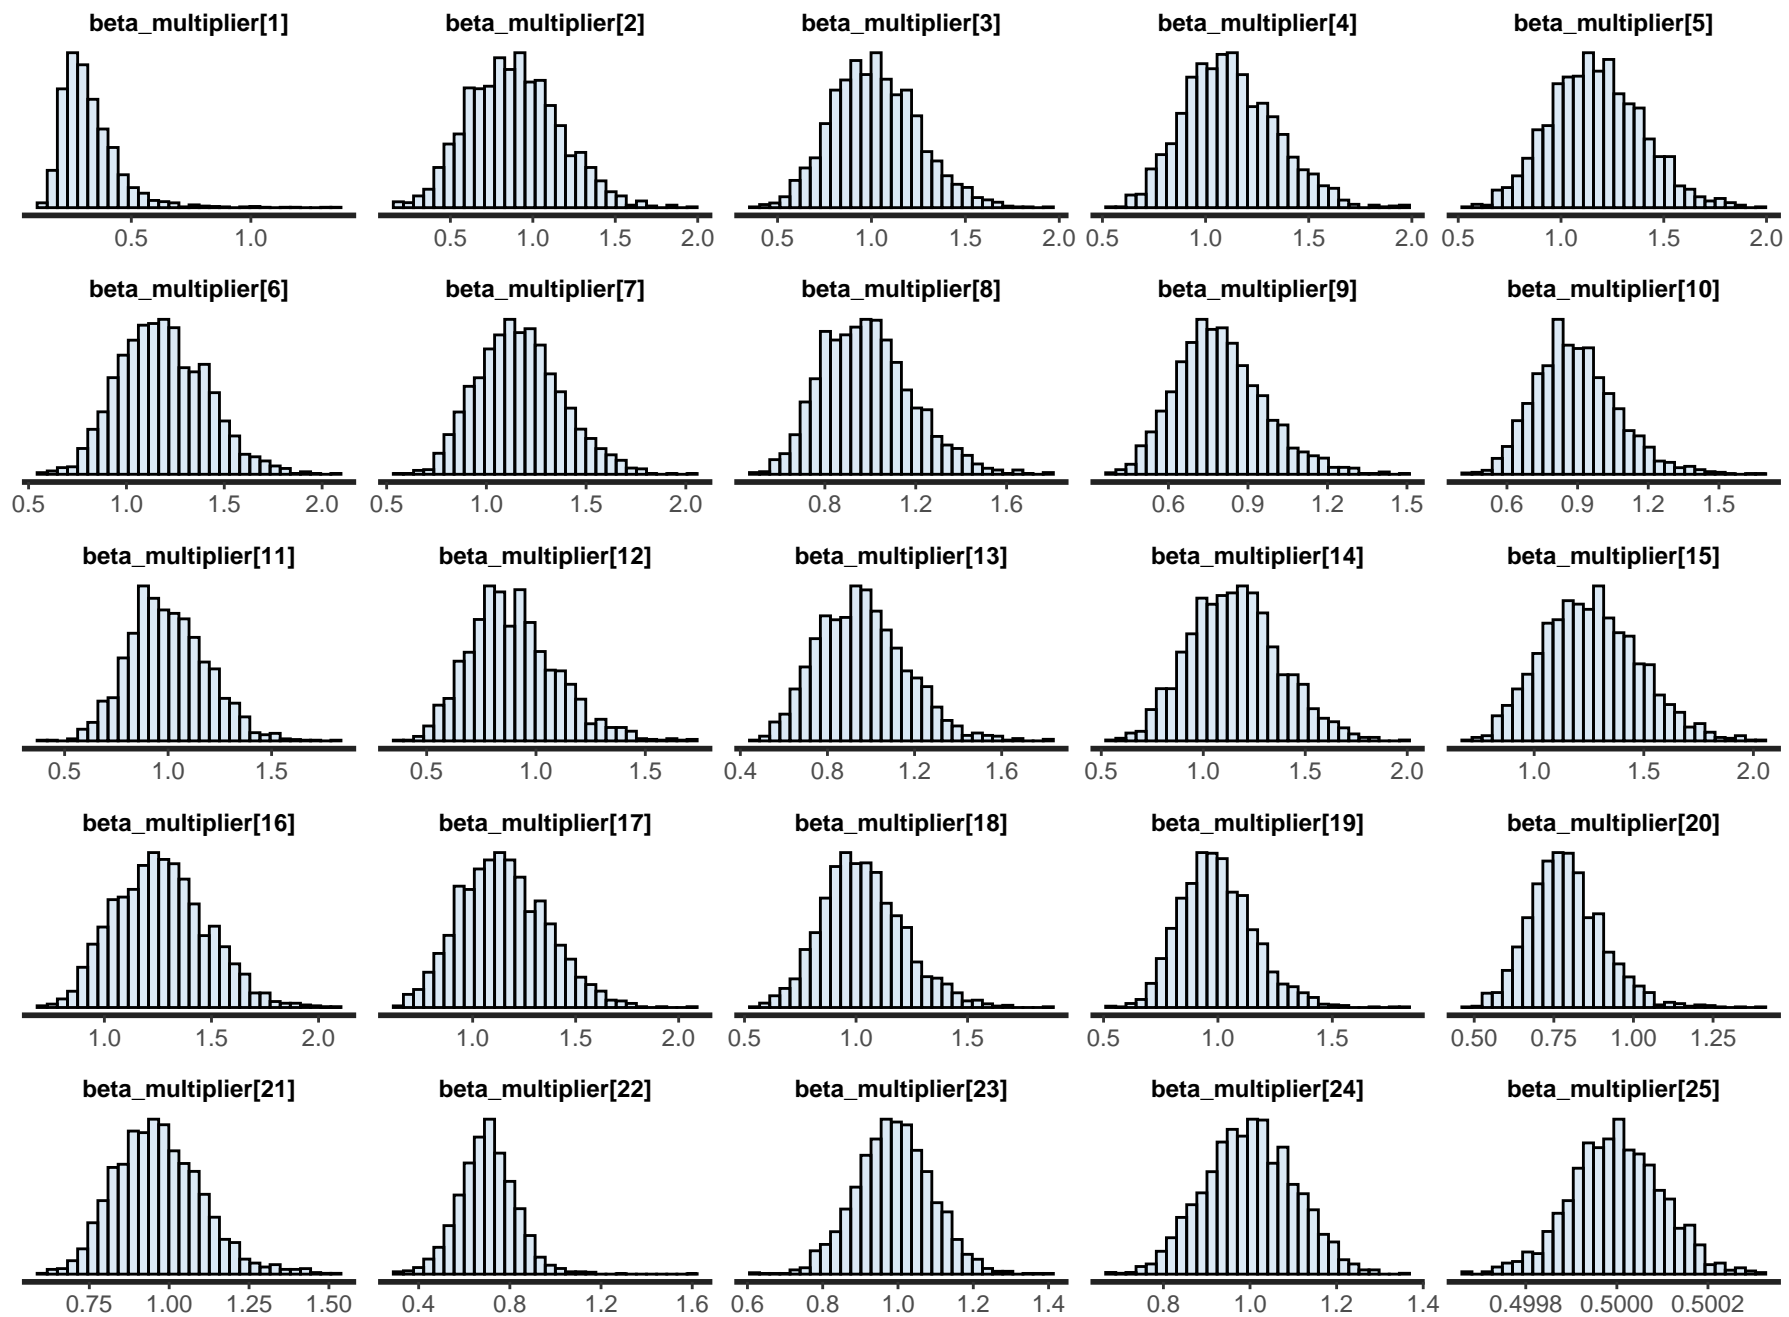 beta_multiplier[1] beta_multiplier[2] beta_multiplier[3] beta_multiplier[4] beta_multiplier[5]
0.5 1.0 0.5 1.0 1.5 2.0 0.5 1.0 1.5 2.0 0.5 1.0 1.5 2.0 0.5 1.0 1.5 2.0
beta_multiplier[6] beta_multiplier[7] beta_multiplier[8] beta_multiplier[9] beta_multiplier[10]
0.5 1.0 1.5 2.0 0.5 1.0 1.5 2.0 0.8 1.2 1.6 0.6 0.9 1.2 1.5 0.6 0.9 1.2 1.5
beta_multiplier[11] beta_multiplier[12] beta_multiplier[13] beta_multiplier[14] beta_multiplier[15]
0.5 1.0 1.5 0.5 1.0 1.5 0.4 0.8 1.2 1.6 0.5 1.0 1.5 2.0 1.0 1.5 2.0
beta_multiplier[16] beta_multiplier[17] beta_multiplier[18] beta_multiplier[19] beta_multiplier[20]
1.0 1.5 2.0 1.0 1.5 2.0 0.5 1.0 1.5 0.5 1.0 1.5 0.50 0.75 1.00 1.25
beta_multiplier[21] beta_multiplier[22] beta_multiplier[23] beta_multiplier[24] beta_multiplier[25]
0.75 1.00 1.25 1.50 0.4 0.8 1.2 1.6 0.6 0.8 1.0 1.2 1.4 0.8 1.0 1.2 1.4 0.4998 0.5000 0.5002